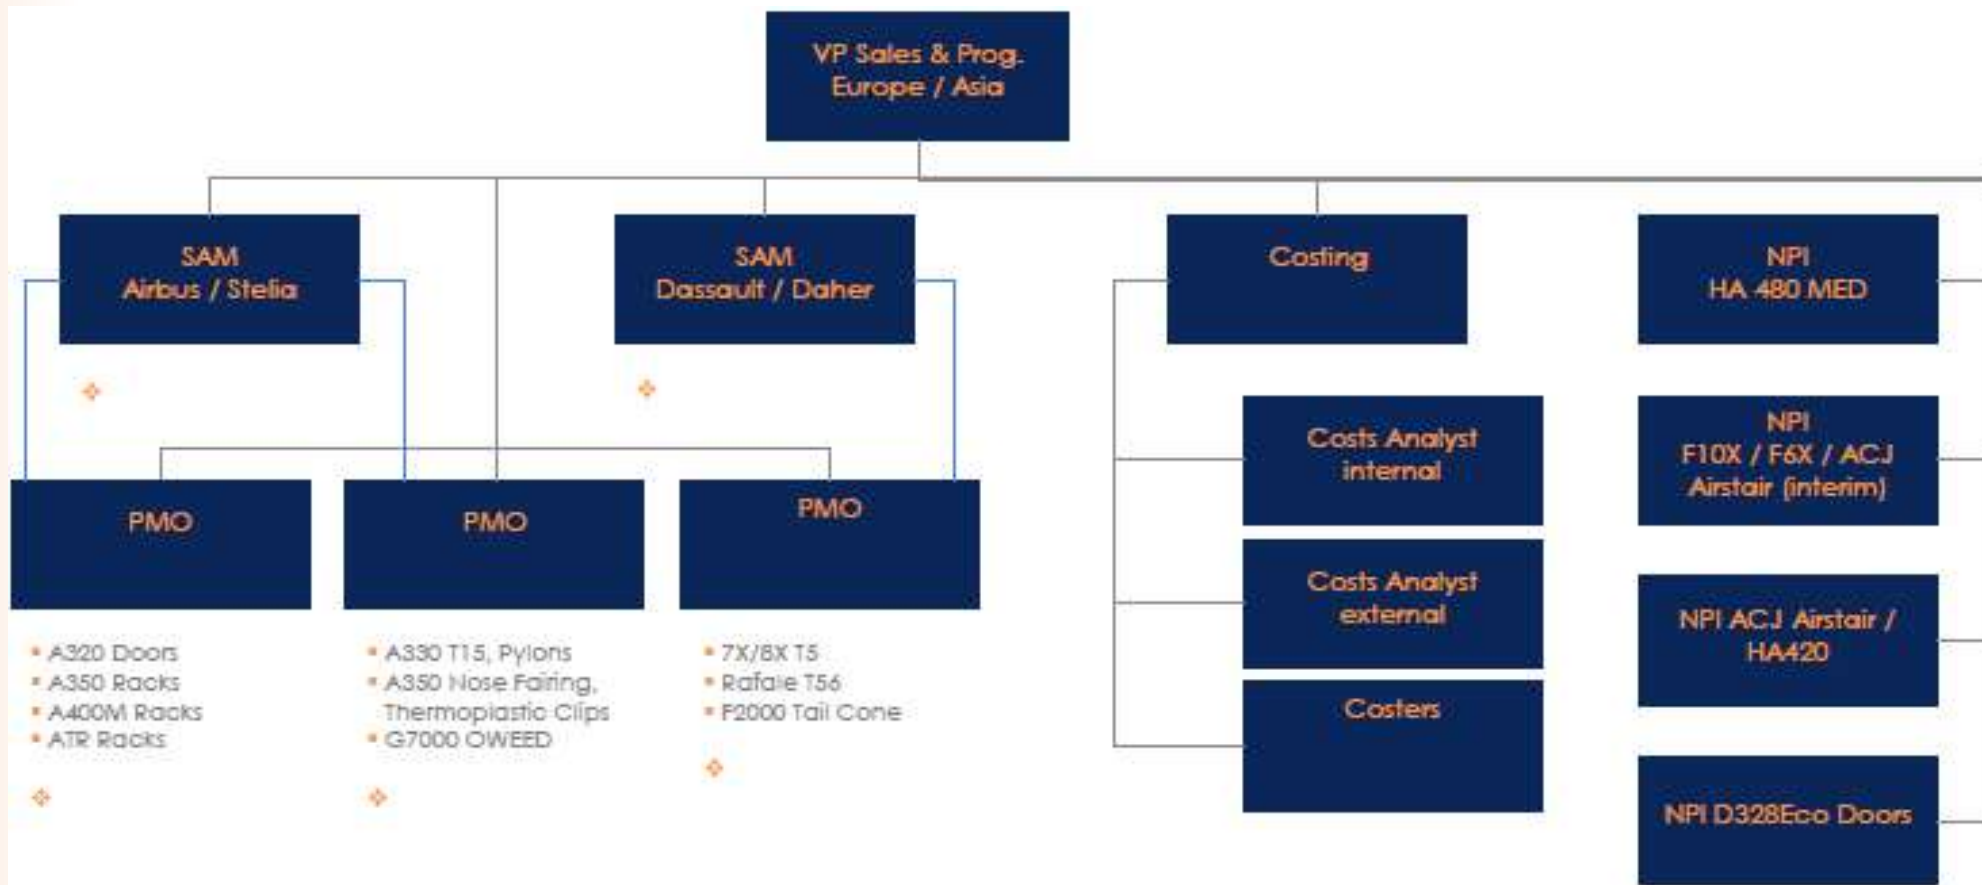 VP Sales & Prog.
Europe / Asia
SAM
Airbus / Stelia
SAM
Dassault / Daher
Costing
NPI
HA 480 MED
Costs Analyst
internal
NPI
F10X / F6X / ACJ
Airstair (interim)
PMO
PMO
PMO
Costs Analyst
external
NPI ACJ Airstair /
HA420
▪ A320 Doors
▪ A350 Racks
▪ A400M Racks
▪ ATR Racks
▪ A330 T15, Pylons
▪ A350 Nose Fairing,
Thermoplastic Clips
▪ G7000 OWEED
▪ 7X/8X T5
▪ Rafale T56
▪ F2000 Tail Cone
Costers
NPI D328Eco Doors